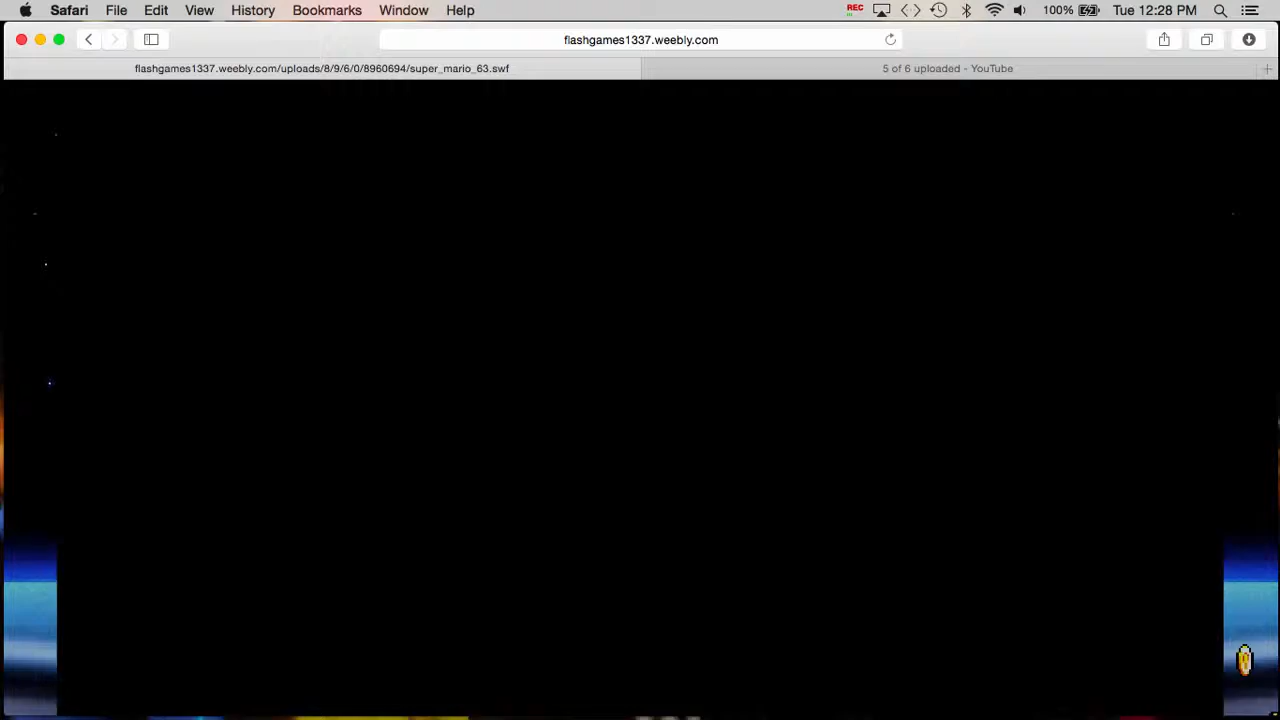 Safari File Edit View History Bookmarks Window Help REC 100% Tue 12:28 PM
flashgames1337.weebly.com
flashgames1337.weebly.com/uploads/8/9/6/0/8960694/super_mario_63.swf 5 of 6 uploaded - YouTube